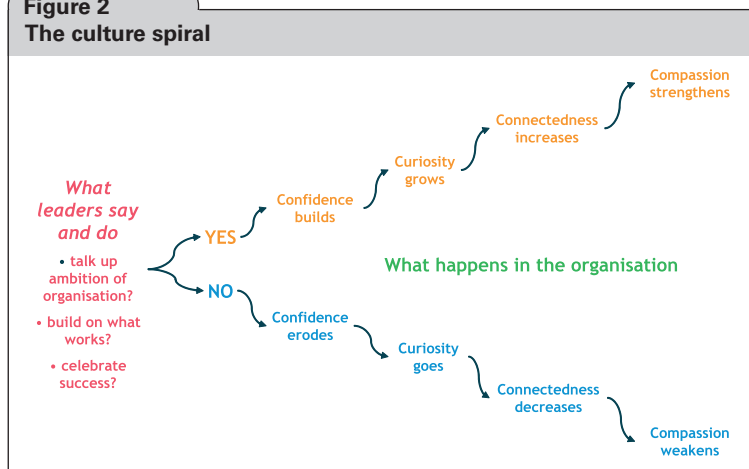 Figure 2
The culture spiral
What
leaders say
and do
• talk up
ambition of
organisation?
• build on what
works?
• celebrate
success?
YES
Confidence
builds
Curiosity
grows
Connectedness
increases
Compassion
strengthens
What happens in the organisation
NO
Confidence
erodes
Curiosity
goes
Connectedness
decreases
Compassion
weakens